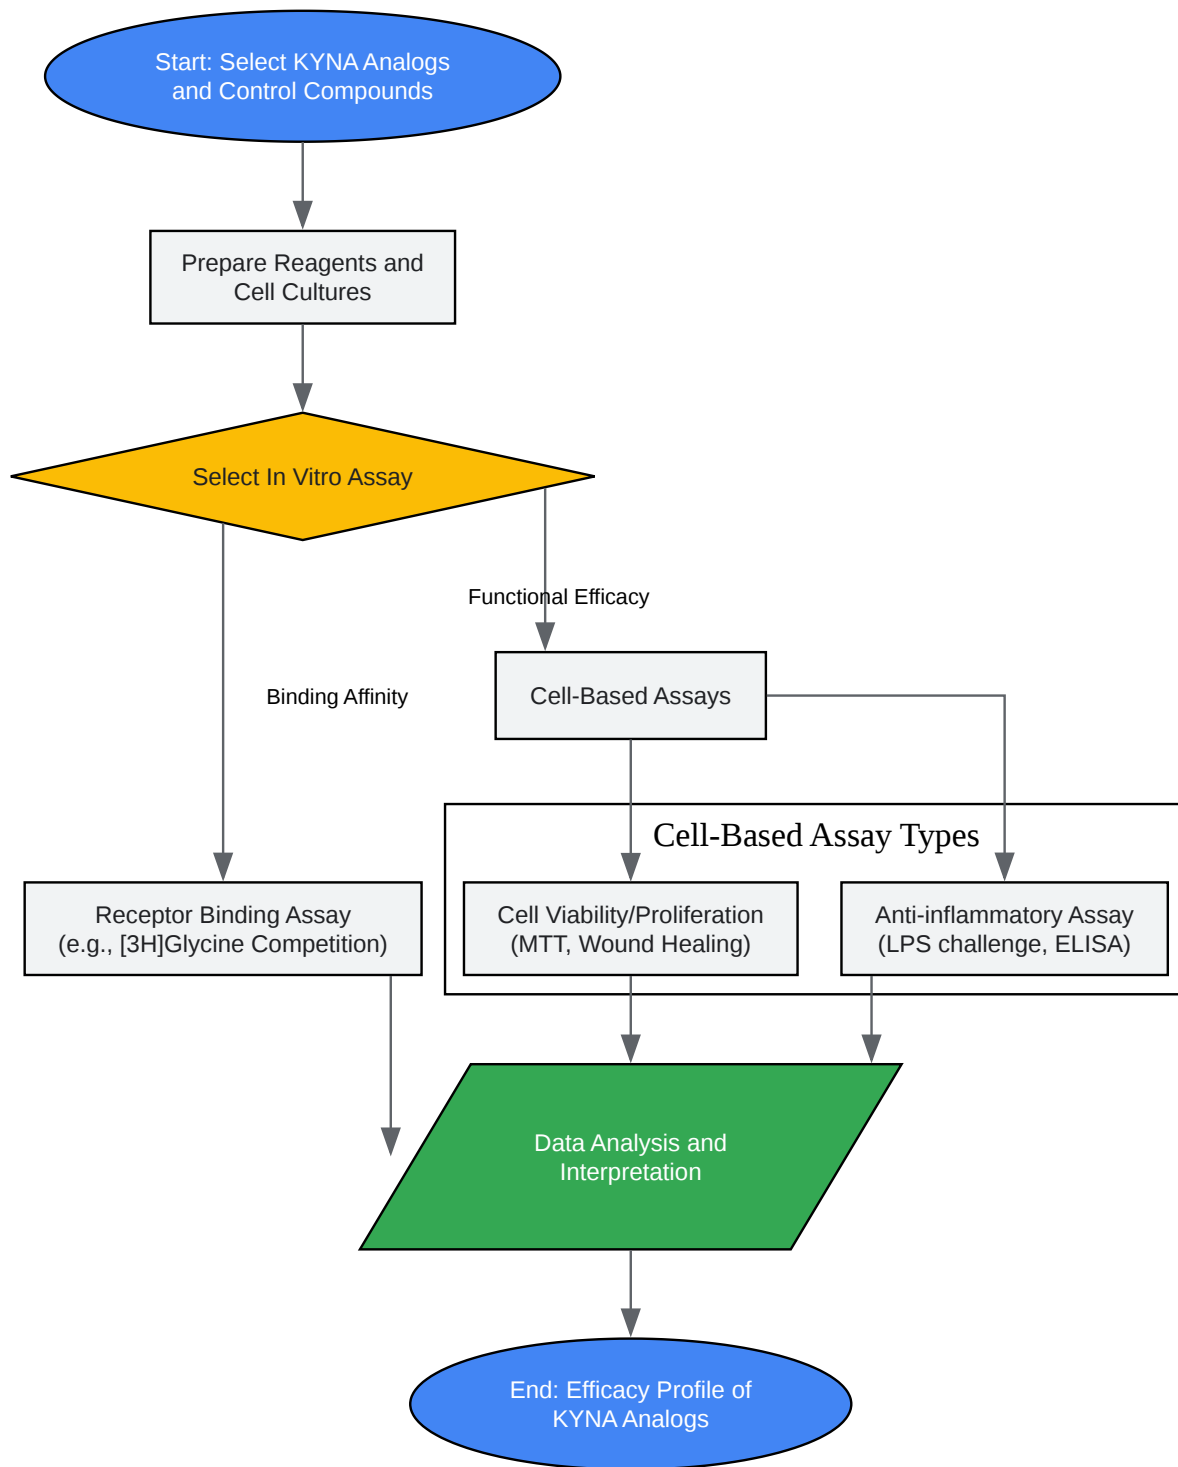 Start: Select KYNA Analogs
and Control Compounds
Prepare Reagents and
Cell Cultures
Select In Vitro Assay
Functional Efficacy
Binding Affinity
Cell-Based Assays
Cell-Based Assay Types
Receptor Binding Assay
(e.g., [3H]Glycine Competition)
Cell Viability/Proliferation
(MTT, Wound Healing)
Anti-inflammatory Assay
(LPS challenge, ELISA)
Data Analysis and
Interpretation
End: Efficacy Profile of
KYNA Analogs